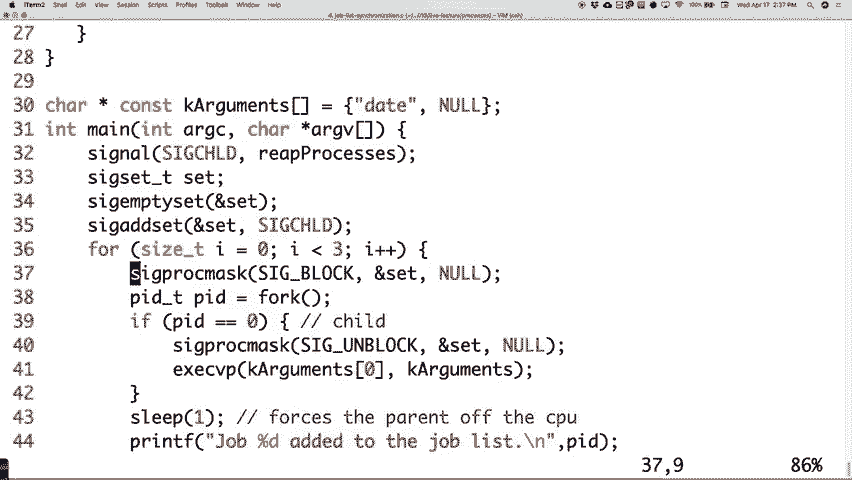 iTerm2 Shell Edit View Session Scripts Profiles Toolbelt Window Help 100% Wed Apr 17 2:37 PM
27 }
28 }
29
30 char * const kArguments[] = {"date", NULL};
31 int main(int argc, char *argv[]) {
32 signal(SIGCHLD, reapProcesses);
33 sigset_t set;
34 sigemptyset(&set);
35 sigaddset(&set, SIGCHLD);
36 for (size_t i = 0; i < 3; i++) {
37 sigprocmask(SIG_BLOCK, &set, NULL);
38 pid_t pid = fork();
39 if (pid == 0) { // child
40 sigprocmask(SIG_UNBLOCK, &set, NULL);
41 execvp(kArguments[0], kArguments);
42 }
43 sleep(1); // forces the parent off the cpu
44 printf("Job %d added to the job list.\n",pid);
37,9 86%